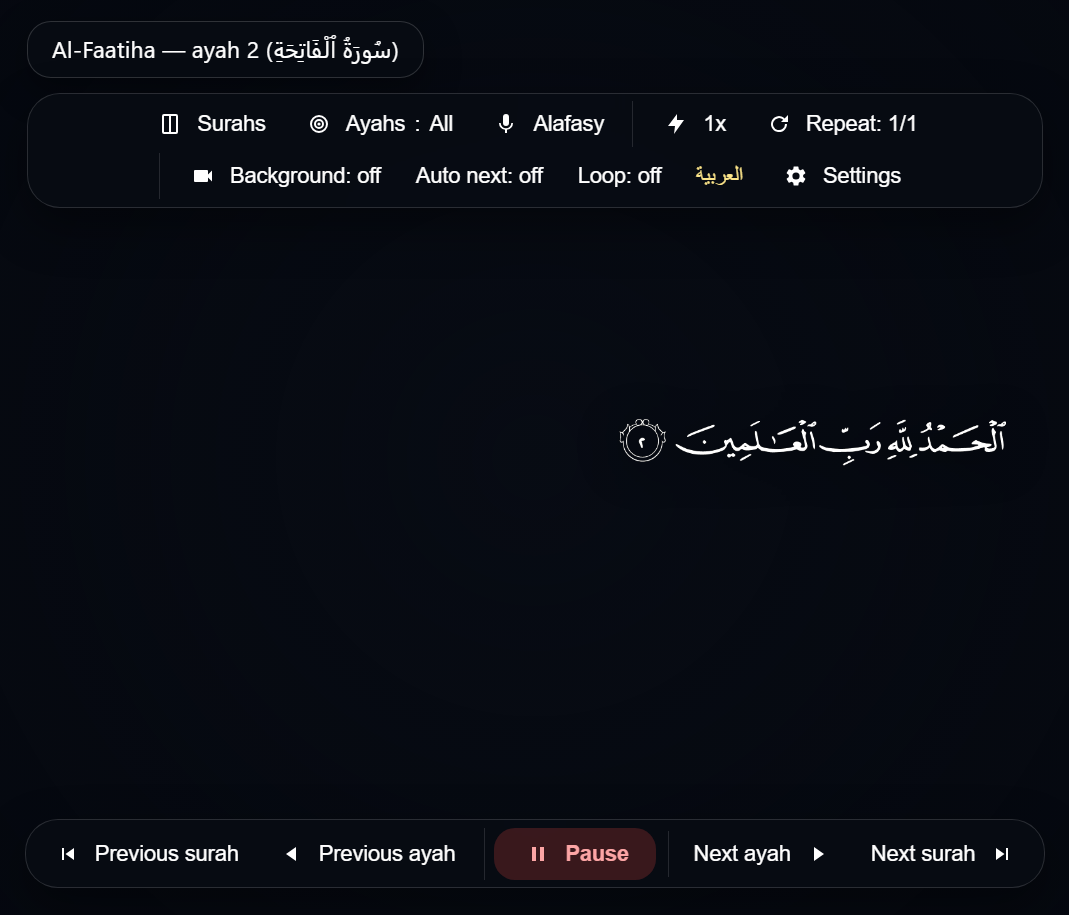 Al-Faatiha — ayah 2 (سُورَةُ ٱلْفَاتِحَةِ)
Surahs Ayahs : All Alafasy 1x Repeat: 1/1
Background: off Auto next: off Loop: off العربية Settings
ٱلْحَمْدُ لِلَّهِ رَبِّ ٱلْعَـٰلَمِينَ ٢
Previous surah Previous ayah Pause Next ayah Next surah